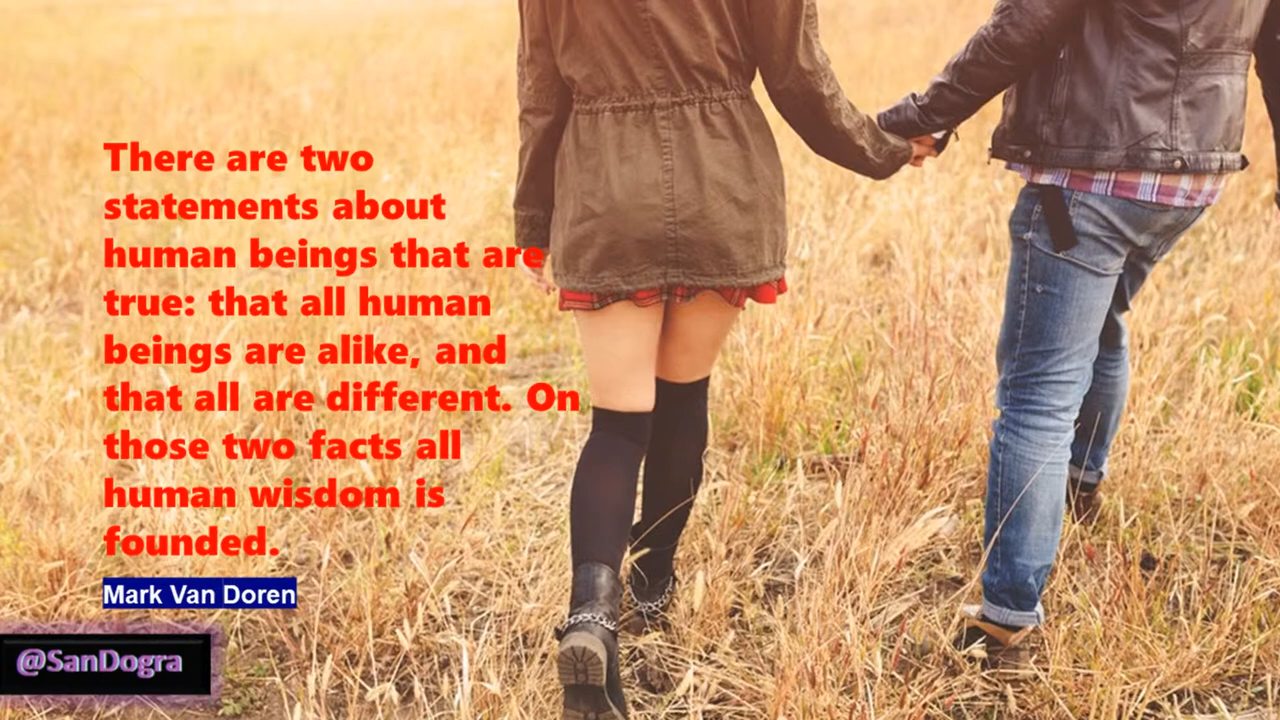 There are two
statements about
human beings that are
true: that all human
beings are alike, and
that all are different. On
those two facts all
human wisdom is
founded.
Mark Van Doren
@SanDogra